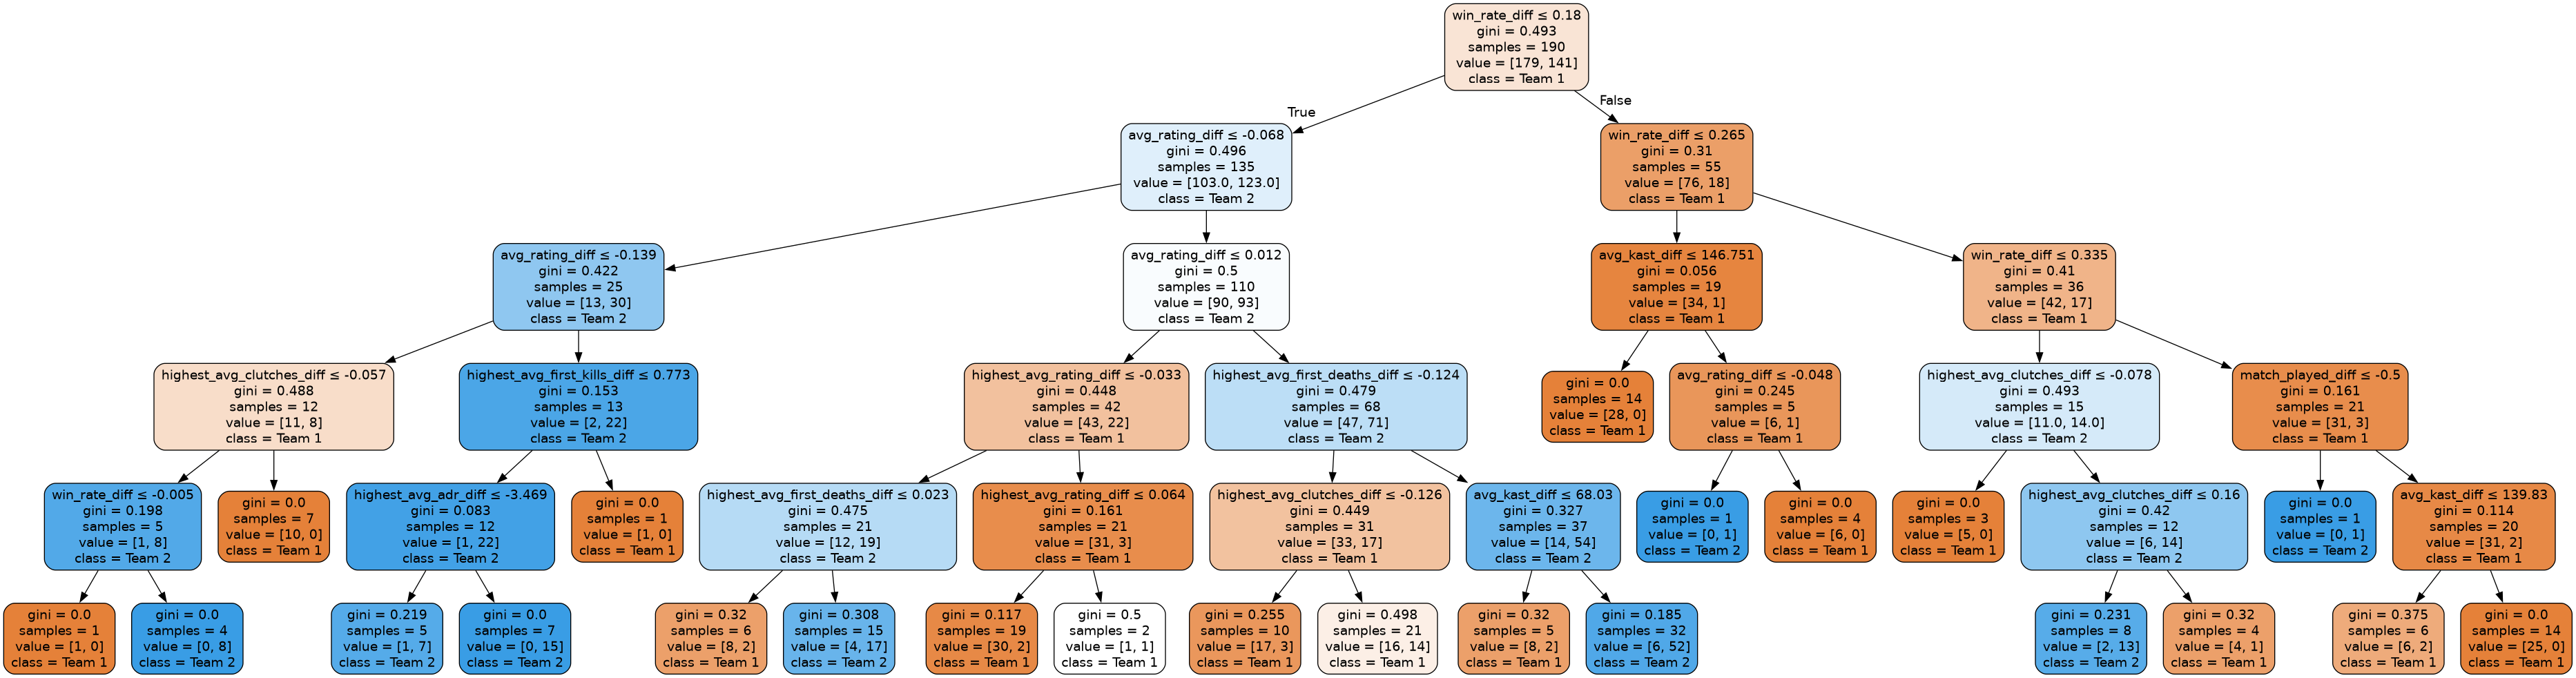 win_rate_diff ≤ 0.18
gini = 0.493
samples = 190
value = [179, 141]
class = Team 1
True
False
avg_rating_diff ≤ -0.068
gini = 0.496
samples = 135
value = [103.0, 123.0]
class = Team 2
win_rate_diff ≤ 0.265
gini = 0.31
samples = 55
value = [76, 18]
class = Team 1
avg_rating_diff ≤ -0.139
gini = 0.422
samples = 25
value = [13, 30]
class = Team 2
avg_rating_diff ≤ 0.012
gini = 0.5
samples = 110
value = [90, 93]
class = Team 2
avg_kast_diff ≤ 146.751
gini = 0.056
samples = 19
value = [34, 1]
class = Team 1
win_rate_diff ≤ 0.335
gini = 0.41
samples = 36
value = [42, 17]
class = Team 1
highest_avg_clutches_diff ≤ -0.057
gini = 0.488
samples = 12
value = [11, 8]
class = Team 1
highest_avg_first_kills_diff ≤ 0.773
gini = 0.153
samples = 13
value = [2, 22]
class = Team 2
highest_avg_rating_diff ≤ -0.033
gini = 0.448
samples = 42
value = [43, 22]
class = Team 1
highest_avg_first_deaths_diff ≤ -0.124
gini = 0.479
samples = 68
value = [47, 71]
class = Team 2
gini = 0.0
samples = 14
value = [28, 0]
class = Team 1
avg_rating_diff ≤ -0.048
gini = 0.245
samples = 5
value = [6, 1]
class = Team 1
highest_avg_clutches_diff ≤ -0.078
gini = 0.493
samples = 15
value = [11.0, 14.0]
class = Team 2
match_played_diff ≤ -0.5
gini = 0.161
samples = 21
value = [31, 3]
class = Team 1
win_rate_diff ≤ -0.005
gini = 0.198
samples = 5
value = [1, 8]
class = Team 2
gini = 0.0
samples = 7
value = [10, 0]
class = Team 1
highest_avg_adr_diff ≤ -3.469
gini = 0.083
samples = 12
value = [1, 22]
class = Team 2
gini = 0.0
samples = 1
value = [1, 0]
class = Team 1
highest_avg_first_deaths_diff ≤ 0.023
gini = 0.475
samples = 21
value = [12, 19]
class = Team 2
highest_avg_rating_diff ≤ 0.064
gini = 0.161
samples = 21
value = [31, 3]
class = Team 1
highest_avg_clutches_diff ≤ -0.126
gini = 0.449
samples = 31
value = [33, 17]
class = Team 1
avg_kast_diff ≤ 68.03
gini = 0.327
samples = 37
value = [14, 54]
class = Team 2
gini = 0.0
samples = 1
value = [0, 1]
class = Team 2
gini = 0.0
samples = 4
value = [6, 0]
class = Team 1
gini = 0.0
samples = 3
value = [5, 0]
class = Team 1
highest_avg_clutches_diff ≤ 0.16
gini = 0.42
samples = 12
value = [6, 14]
class = Team 2
gini = 0.0
samples = 1
value = [0, 1]
class = Team 2
avg_kast_diff ≤ 139.83
gini = 0.114
samples = 20
value = [31, 2]
class = Team 1
gini = 0.0
samples = 1
value = [1, 0]
class = Team 1
gini = 0.0
samples = 4
value = [0, 8]
class = Team 2
gini = 0.219
samples = 5
value = [1, 7]
class = Team 2
gini = 0.0
samples = 7
value = [0, 15]
class = Team 2
gini = 0.32
samples = 6
value = [8, 2]
class = Team 1
gini = 0.308
samples = 15
value = [4, 17]
class = Team 2
gini = 0.117
samples = 19
value = [30, 2]
class = Team 1
gini = 0.5
samples = 2
value = [1, 1]
class = Team 1
gini = 0.255
samples = 10
value = [17, 3]
class = Team 1
gini = 0.498
samples = 21
value = [16, 14]
class = Team 1
gini = 0.32
samples = 5
value = [8, 2]
class = Team 1
gini = 0.185
samples = 32
value = [6, 52]
class = Team 2
gini = 0.231
samples = 8
value = [2, 13]
class = Team 2
gini = 0.32
samples = 4
value = [4, 1]
class = Team 1
gini = 0.375
samples = 6
value = [6, 2]
class = Team 1
gini = 0.0
samples = 14
value = [25, 0]
class = Team 1